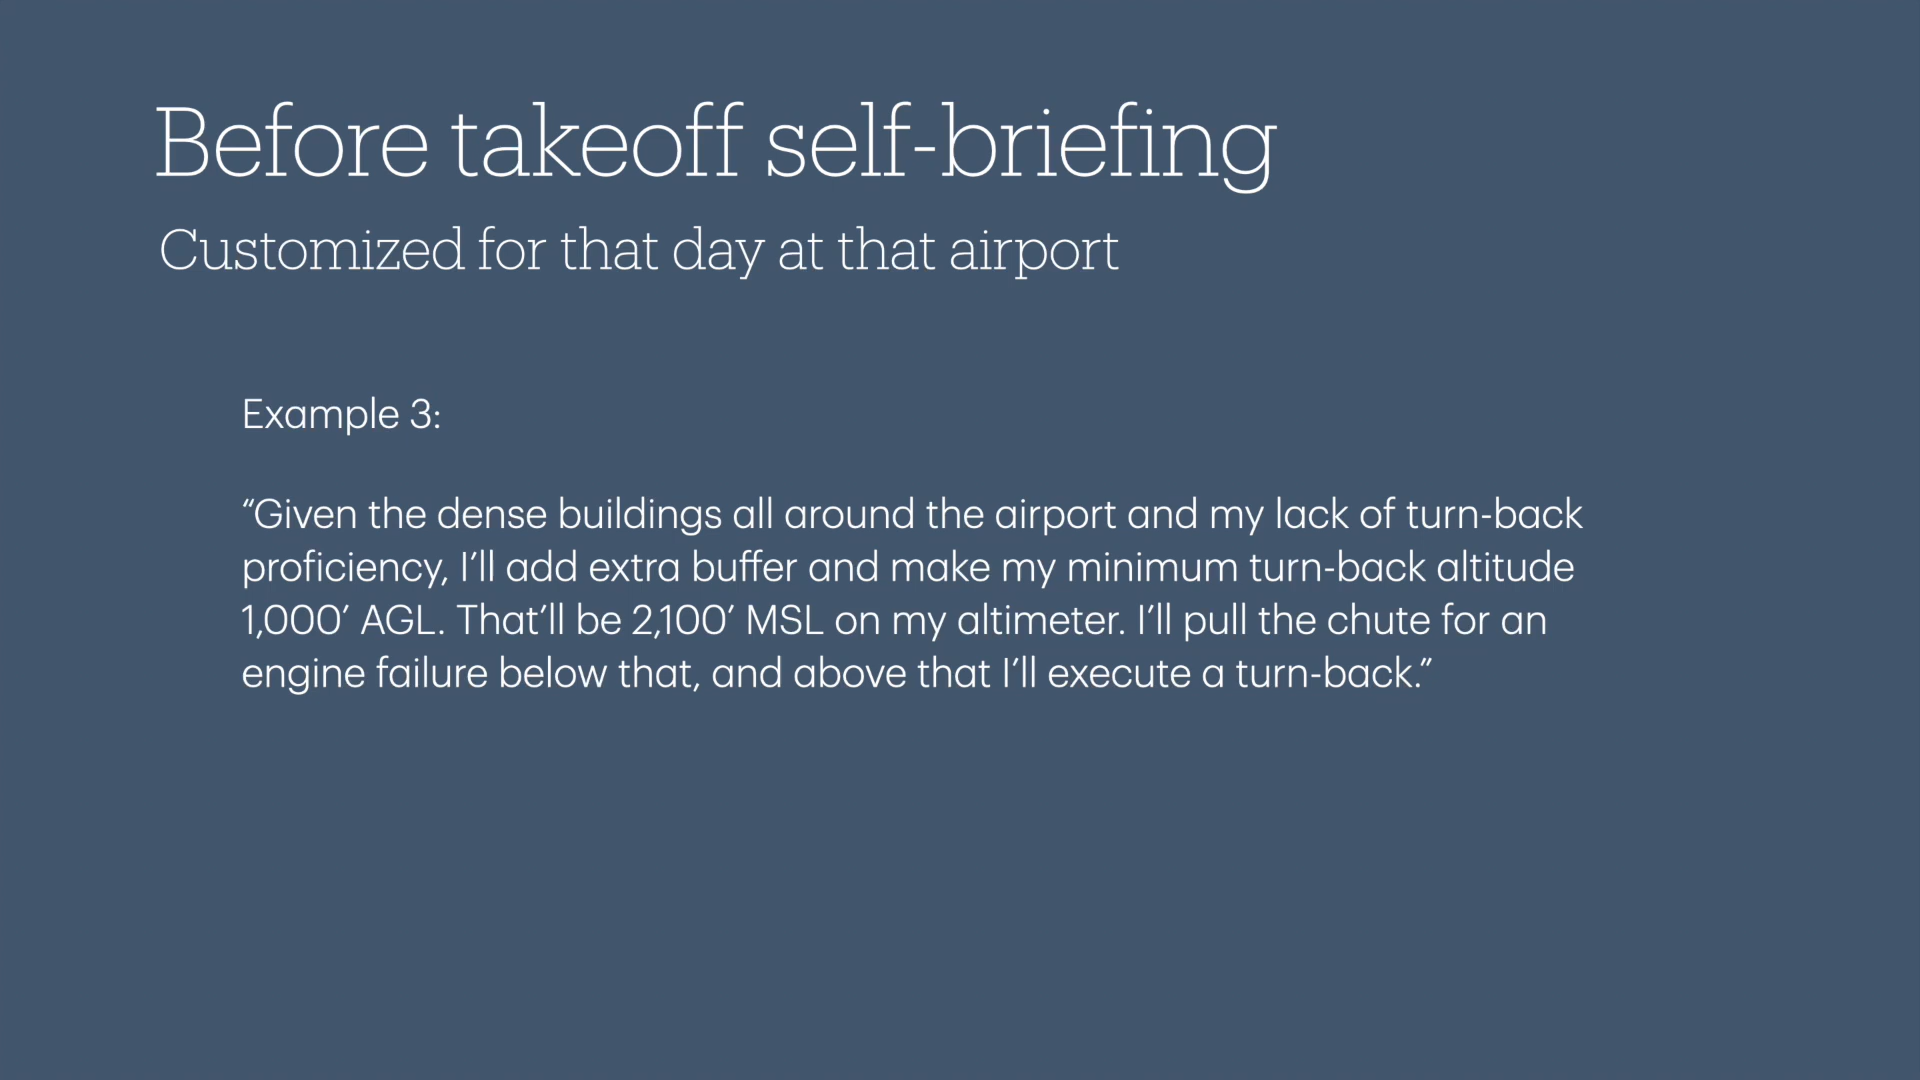 Before takeoff self-briefing
Customized for that day at that airport
Example 3:
“Given the dense buildings all around the airport and my lack of turn-back
proficiency, I’ll add extra buffer and make my minimum turn-back altitude
1,000’ AGL. That’ll be 2,100’ MSL on my altimeter. I’ll pull the chute for an
engine failure below that, and above that I’ll execute a turn-back.”